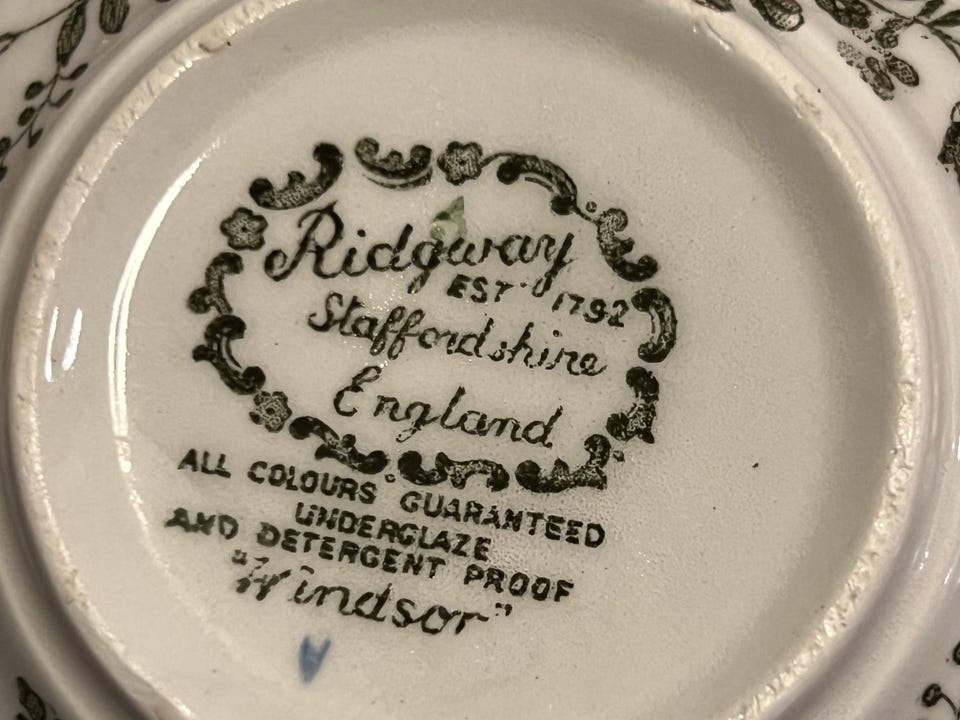 Ridgway
EST. 1792
Staffordshire
England
ALL COLOURS GUARANTEED
UNDERGLAZE
AND DETERGENT PROOF
"Windsor"